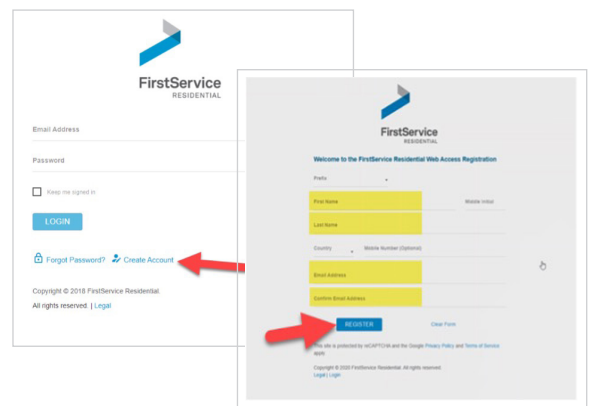 FirstService
RESIDENTIAL
Email Address
Password
Keep me signed in
LOGIN
Forgot Password? Create Account
Copyright © 2018 FirstService Residential.
All rights reserved. | Legal
FirstService
RESIDENTIAL
Welcome to the FirstService Residential Web Access Registration
Prefix
First Name Middle Initial
Last Name
Country Mobile Number (Optional)
Email Address
Confirm Email Address
REGISTER Clear Form
This site is protected by reCAPTCHA and the Google Privacy Policy and Terms of Service
apply.
Copyright © 2020 FirstService Residential. All rights reserved.
Legal | Login